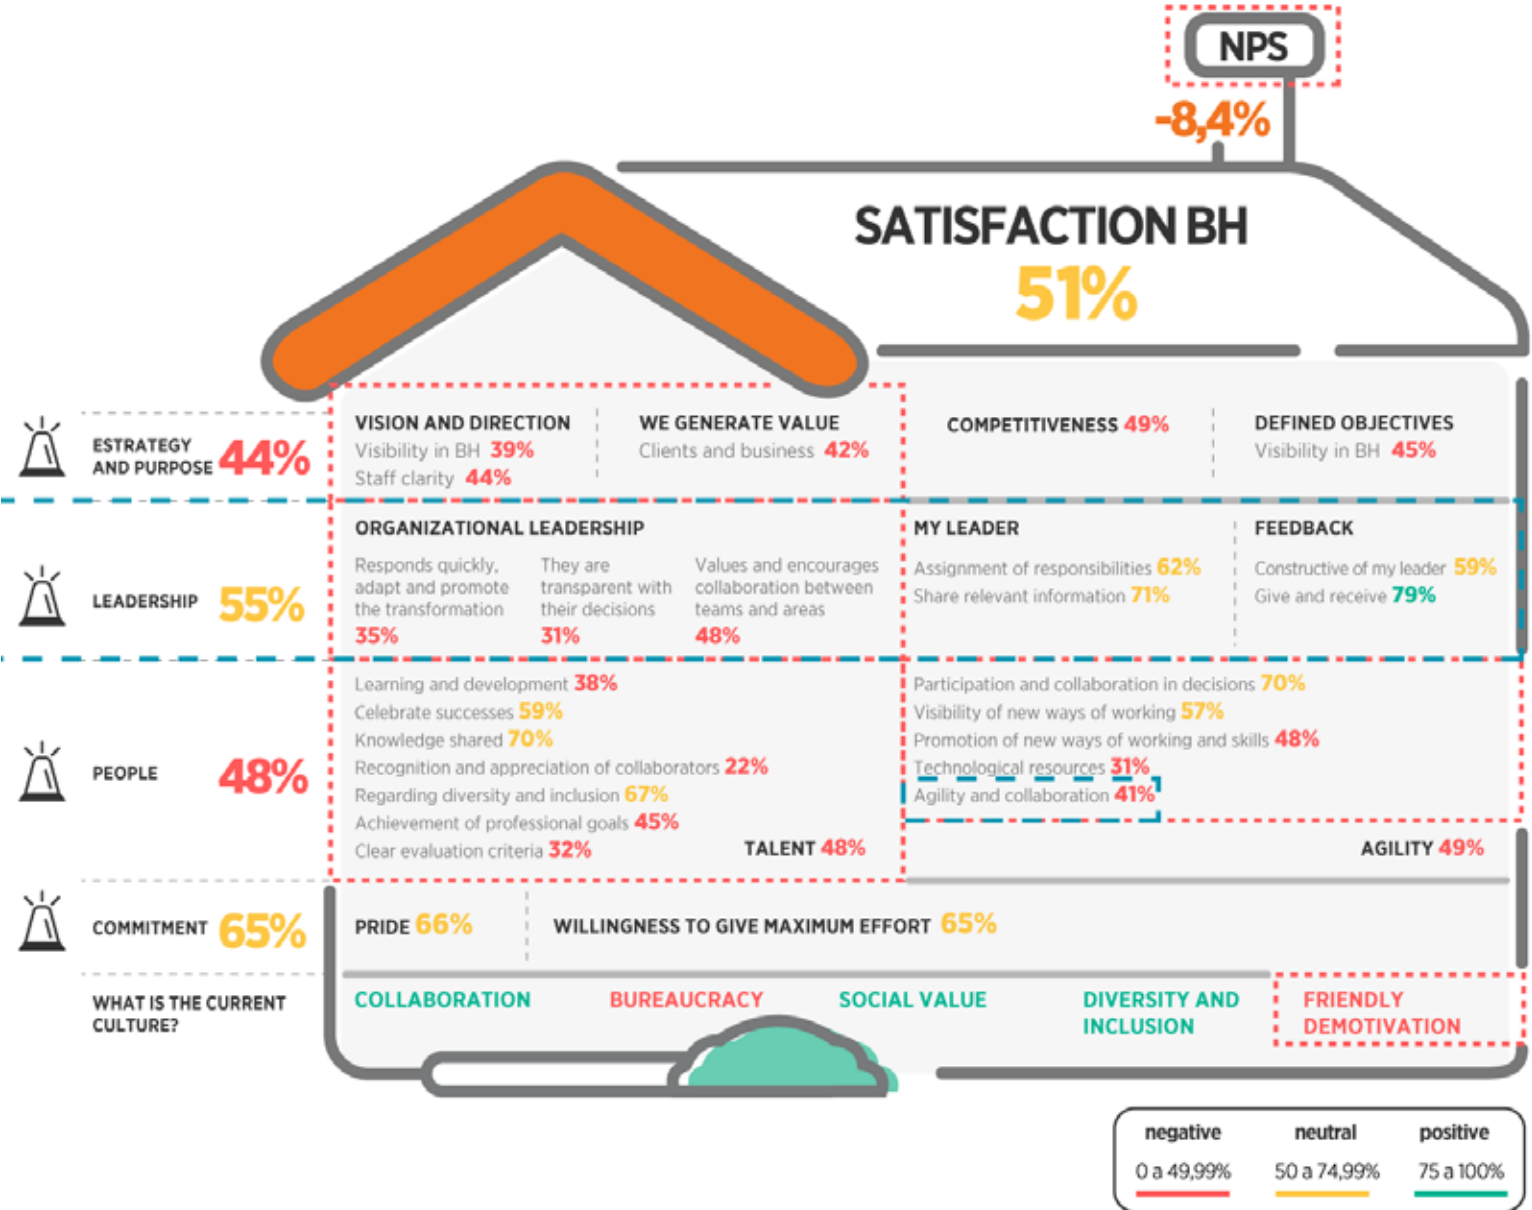 NPS
-8,4%
SATISFACTION BH
51%
ESTRATEGY
AND PURPOSE 44%
VISION AND DIRECTION
Visibility in BH 39%
Staff clarity 44%
WE GENERATE VALUE
Clients and business 42%
COMPETITIVENESS 49%
DEFINED OBJECTIVES
Visibility in BH 45%
LEADERSHIP 55%
ORGANIZATIONAL LEADERSHIP
Responds quickly,
adapt and promote
the transformation
35%
They are
transparent with
their decisions
31%
Values and encourages
collaboration between
teams and areas
48%
MY LEADER
Assignment of responsibilities 62%
Share relevant information 71%
FEEDBACK
Constructive of my leader 59%
Give and receive 79%
PEOPLE 48%
Learning and development 38%
Celebrate successes 59%
Knowledge shared 70%
Recognition and appreciation of collaborators 22%
Regarding diversity and inclusion 67%
Achievement of professional goals 45%
Clear evaluation criteria 32%
TALENT 48%
Participation and collaboration in decisions 70%
Visibility of new ways of working 57%
Promotion of new ways of working and skills 48%
Technological resources 31%
Agility and collaboration 41%
AGILITY 49%
COMMITMENT 65%
PRIDE 66%
WILLINGNESS TO GIVE MAXIMUM EFFORT 65%
WHAT IS THE CURRENT
CULTURE?
COLLABORATION
BUREAUCRACY
SOCIAL VALUE
DIVERSITY AND
INCLUSION
FRIENDLY
DEMOTIVATION
negative
0 a 49,99%
neutral
50 a 74,99%
positive
75 a 100%